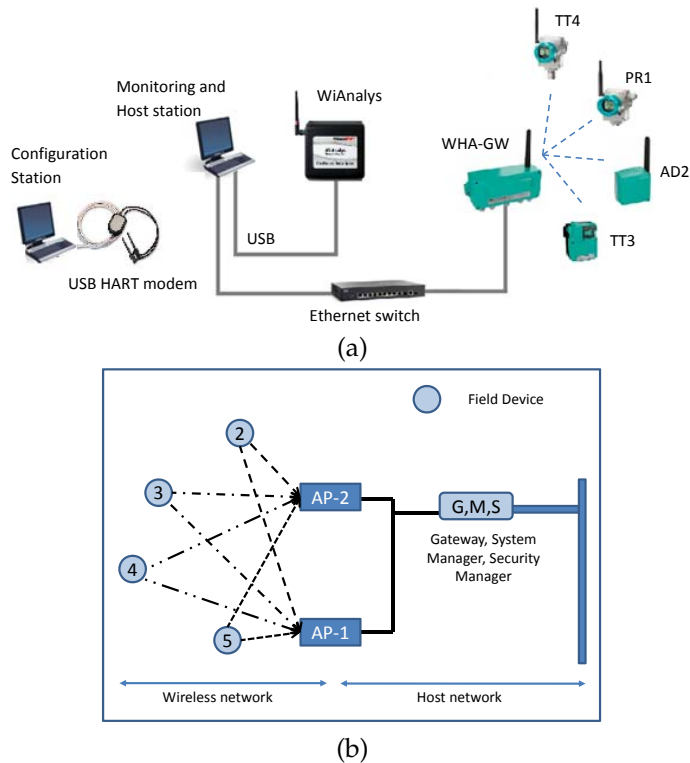 TT4
PR1
Monitoring and
Host station
WiAnalys
WHA-GW
Configuration
Station
AD2
USB
TT3
USB HART modem
Ethernet switch
(a)
Field Device
2
3
AP-2
G,M,S
Gateway, System
Manager, Security
Manager
4
5
AP-1
Wireless network
Host network
(b)